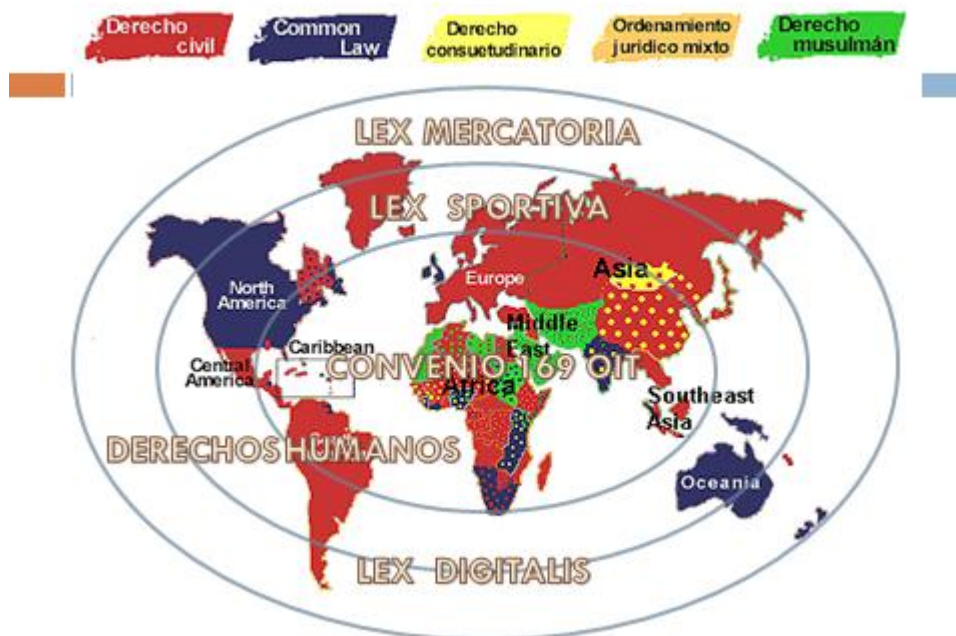 Derecho
civil
Common
Law
Derecho
consuetudinario
Ordenamiento
jurídico mixto
Derecho
musulmán
LEX MERCATORIA
LEX SPORTIVA
Asia
Europe
North
America
Middle
East
Caribbean
Central
America
CONVENIO 169 OIT
Africa
Southeast
Asia
DERECHOS HUMANOS
Oceania
LEX DIGITALIS